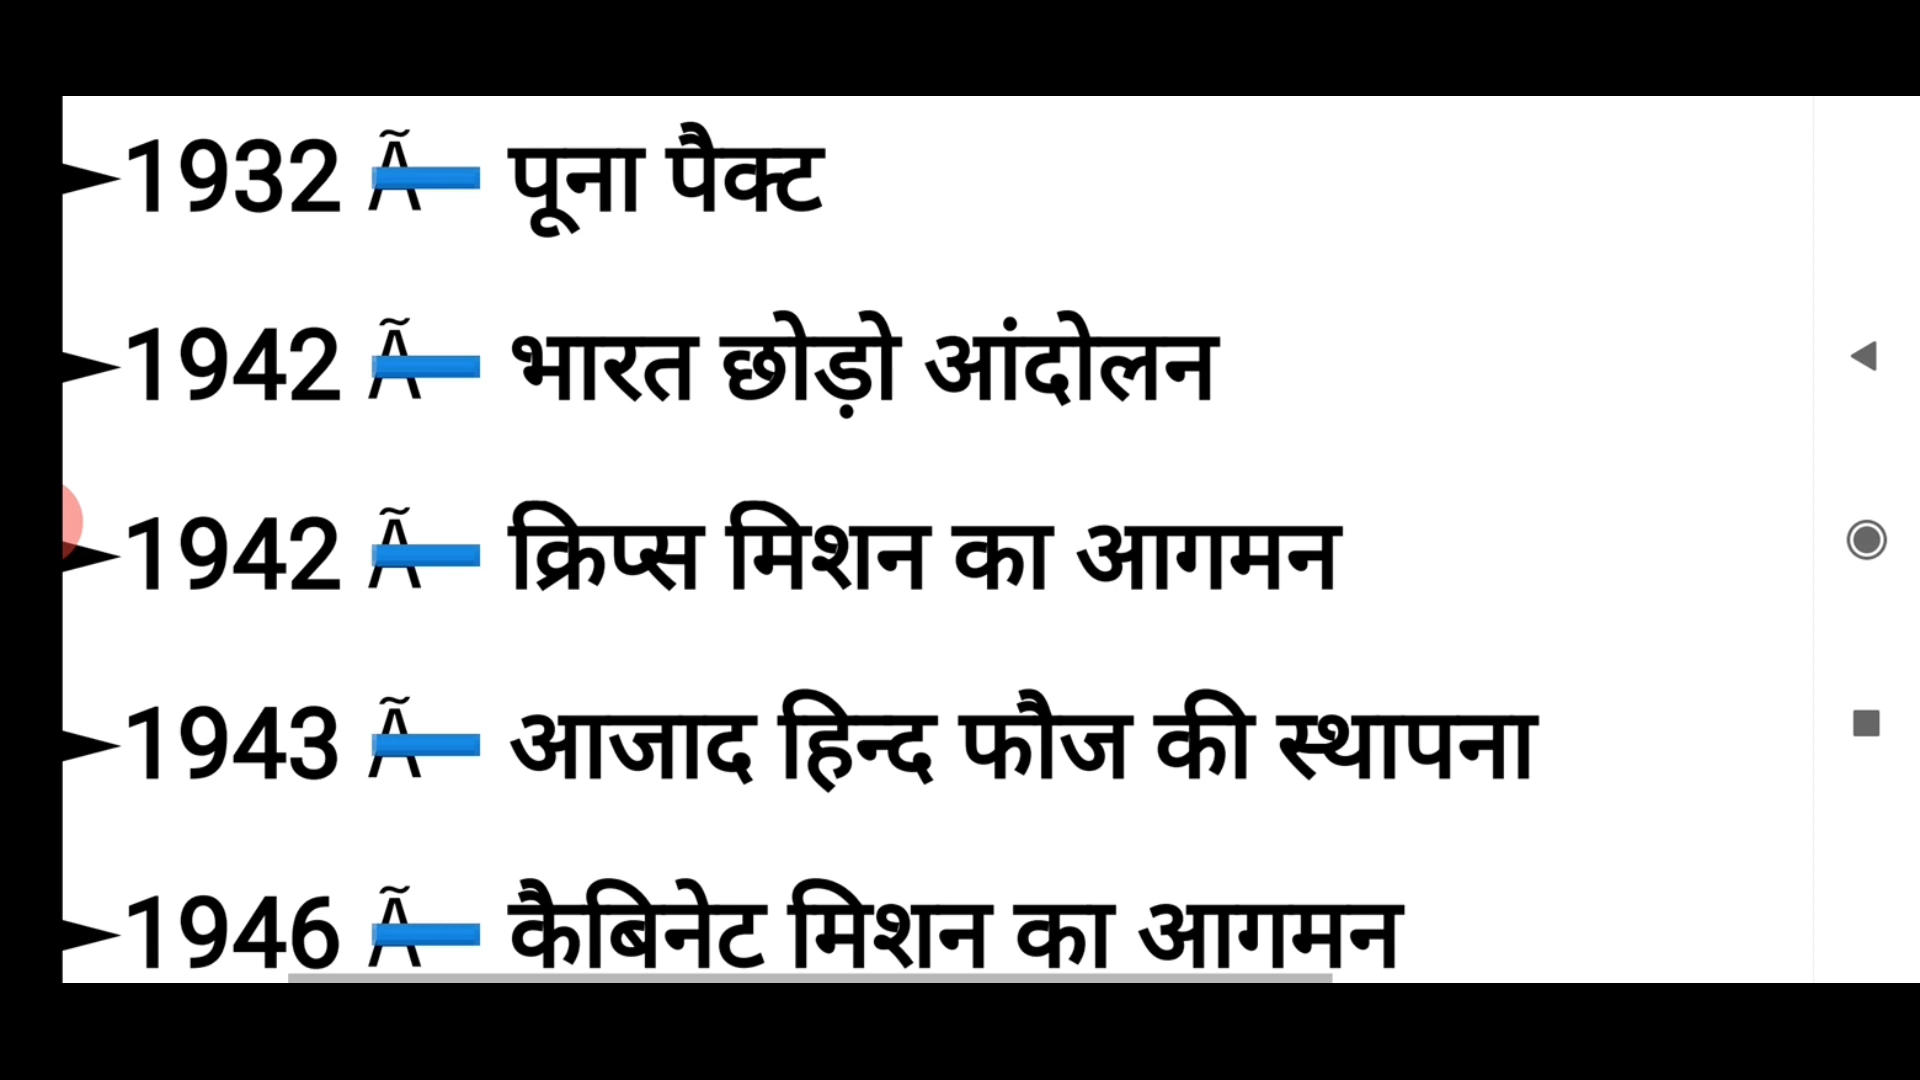 ➤1932 Ã➖ पूना पैक्ट
➤1942 Ã➖ भारत छोड़ो आंदोलन
➤1942 Ã➖ क्रिप्स मिशन का आगमन
➤1943 Ã➖ आजाद हिन्द फौज की स्थापना
➤1946 Ã➖ कैबिनेट मिशन का आगमन